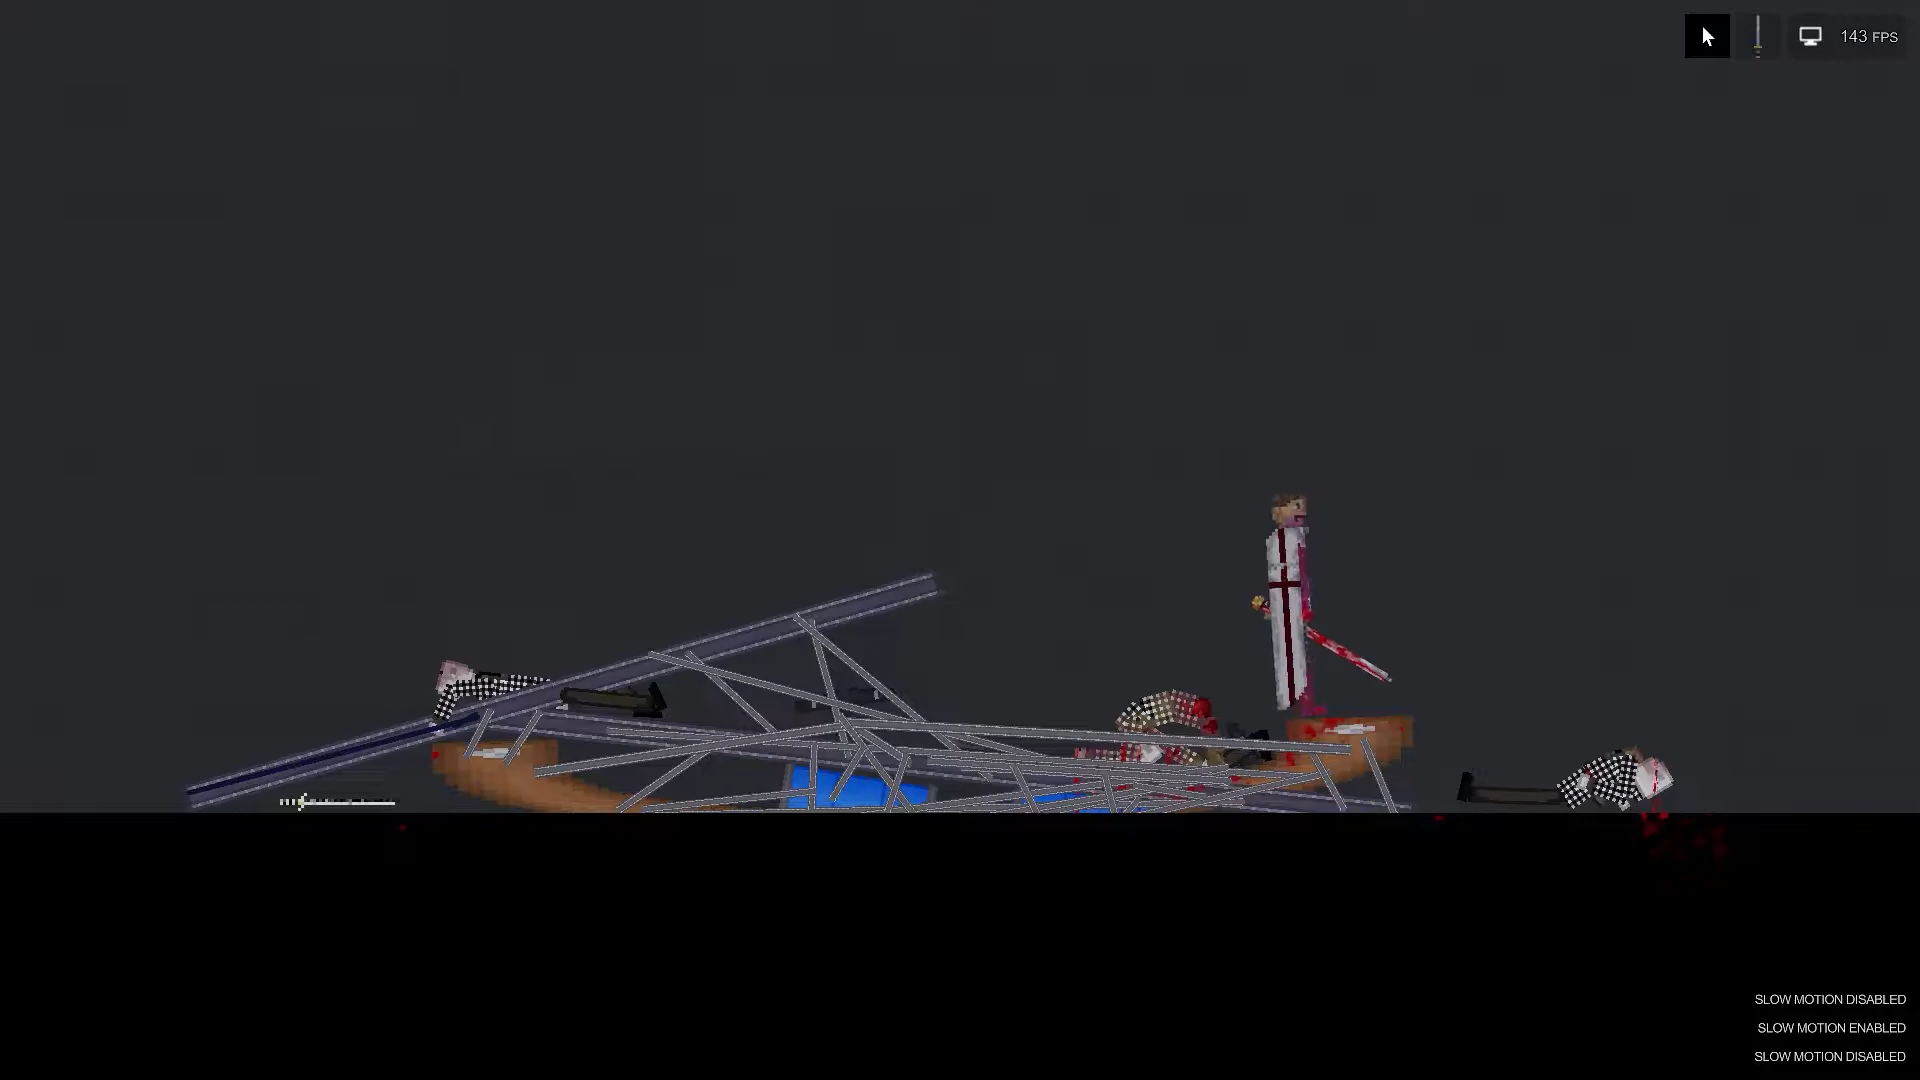 143 FPS
SLOW MOTION DISABLED
SLOW MOTION ENABLED
SLOW MOTION DISABLED